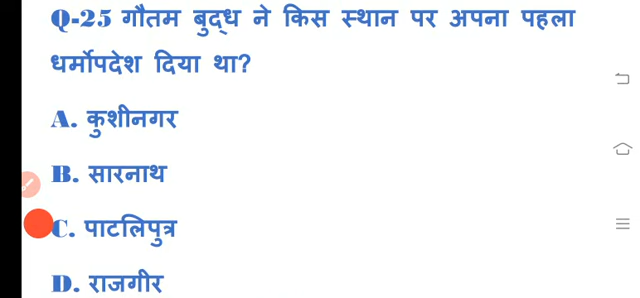 Q-25 गौतम बुद्ध ने किस स्थान पर अपना पहला
धर्मोपदेश दिया था?
A. कुशीनगर
B. सारनाथ
C. पाटलिपुत्र
D. राजगीर